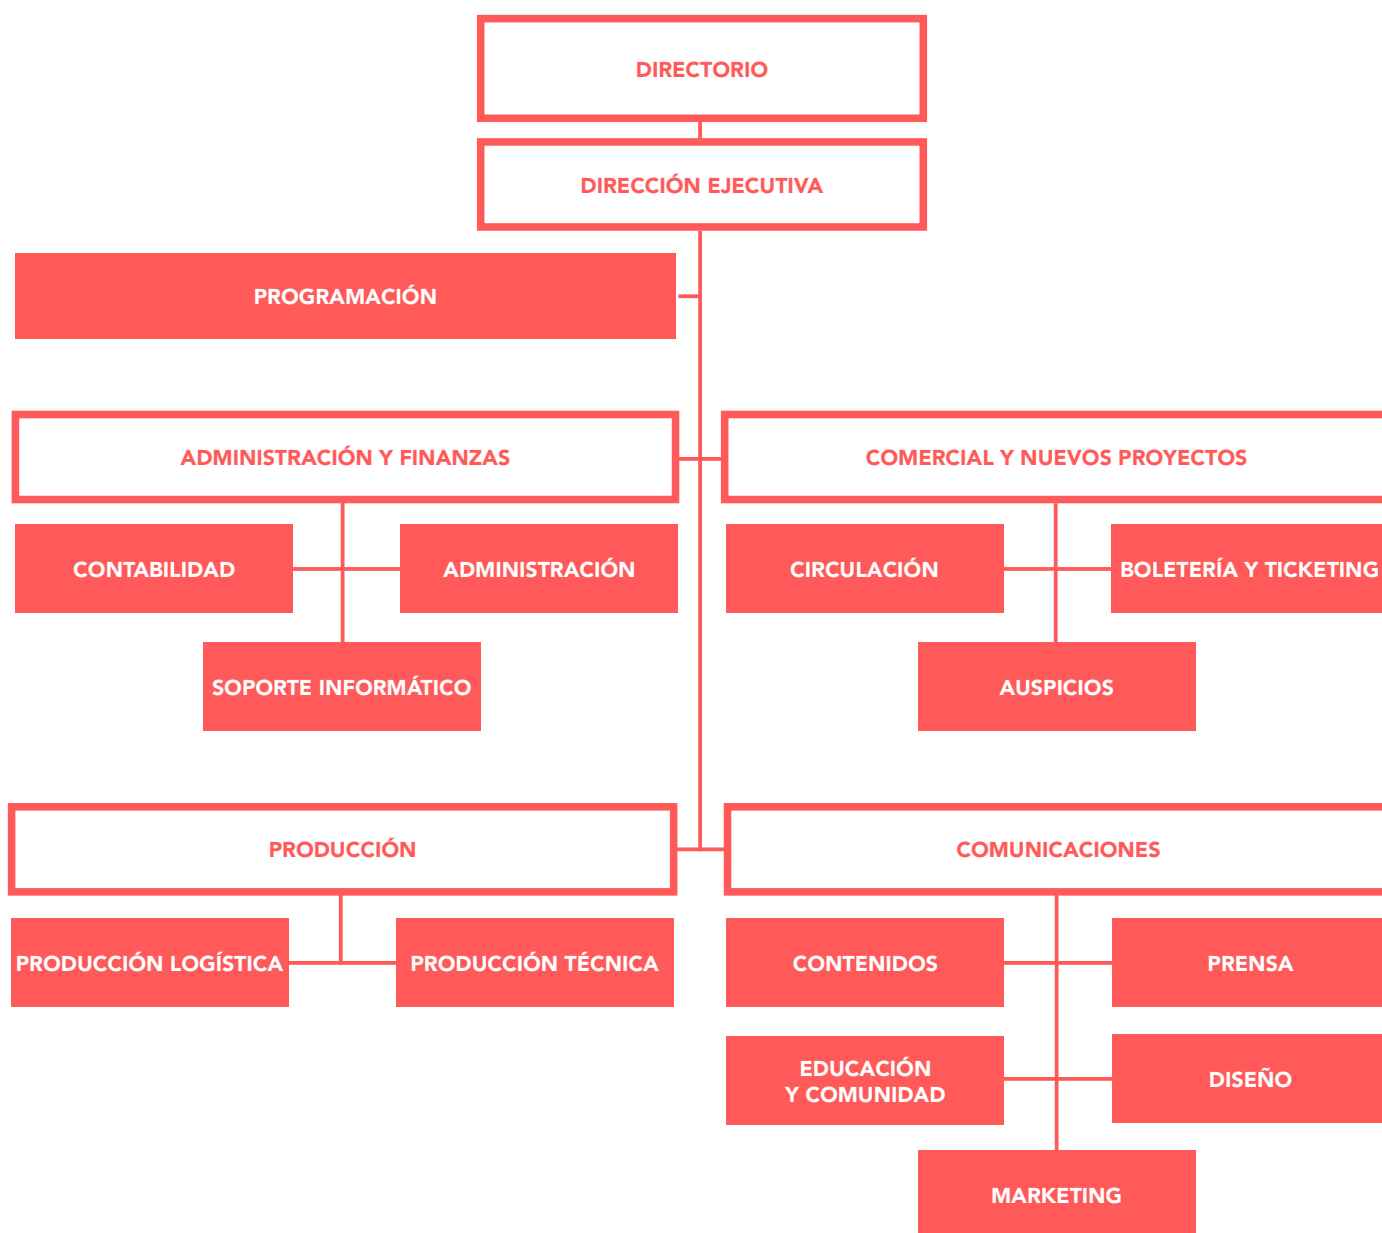 DIRECTORIO
DIRECCIÓN EJECUTIVA
PROGRAMACIÓN
ADMINISTRACIÓN Y FINANZAS
COMERCIAL Y NUEVOS PROYECTOS
CONTABILIDAD
ADMINISTRACIÓN
CIRCULACIÓN
BOLETERÍA Y TICKETING
SOPORTE INFORMÁTICO
AUSPICIOS
PRODUCCIÓN
COMUNICACIONES
PRODUCCIÓN LOGÍSTICA
PRODUCCIÓN TÉCNICA
CONTENIDOS
PRENSA
EDUCACIÓN
Y COMUNIDAD
DISEÑO
MARKETING